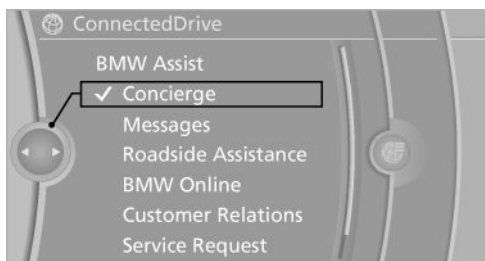 ConnectedDrive
BMW Assist
✓ Concierge
Messages
Roadside Assistance
BMW Online
Customer Relations
Service Request